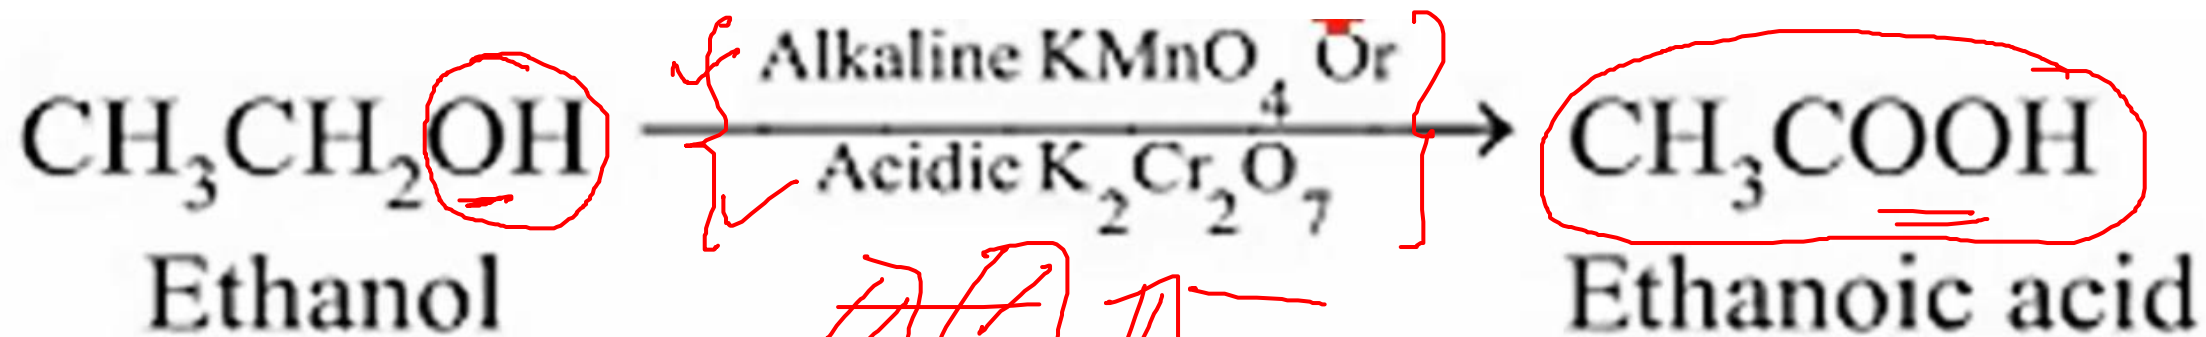 Alkaline KMnO₄ Or
CH₃CH₂OH → CH₃COOH
Acidic K₂Cr₂O₇
Ethanol Ethanoic acid